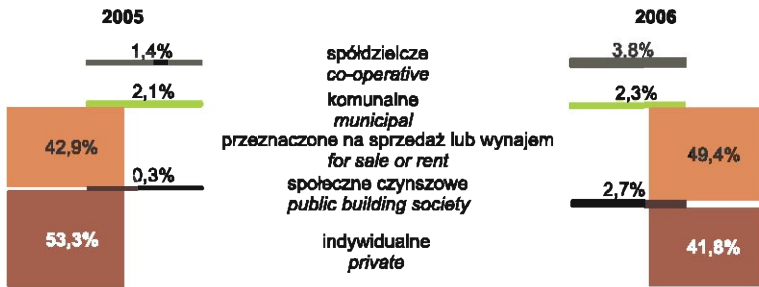 2005 2006
1,4% spółdzielcze 3,8%
co-operative
2,1% komunalne 2,3%
municipal
42,9% przeznaczone na sprzedaż lub wynajem 49,4%
for sale or rent
0,3% społeczne czynszowe 2,7%
public building society
53,3% indywidualne 41,8%
private